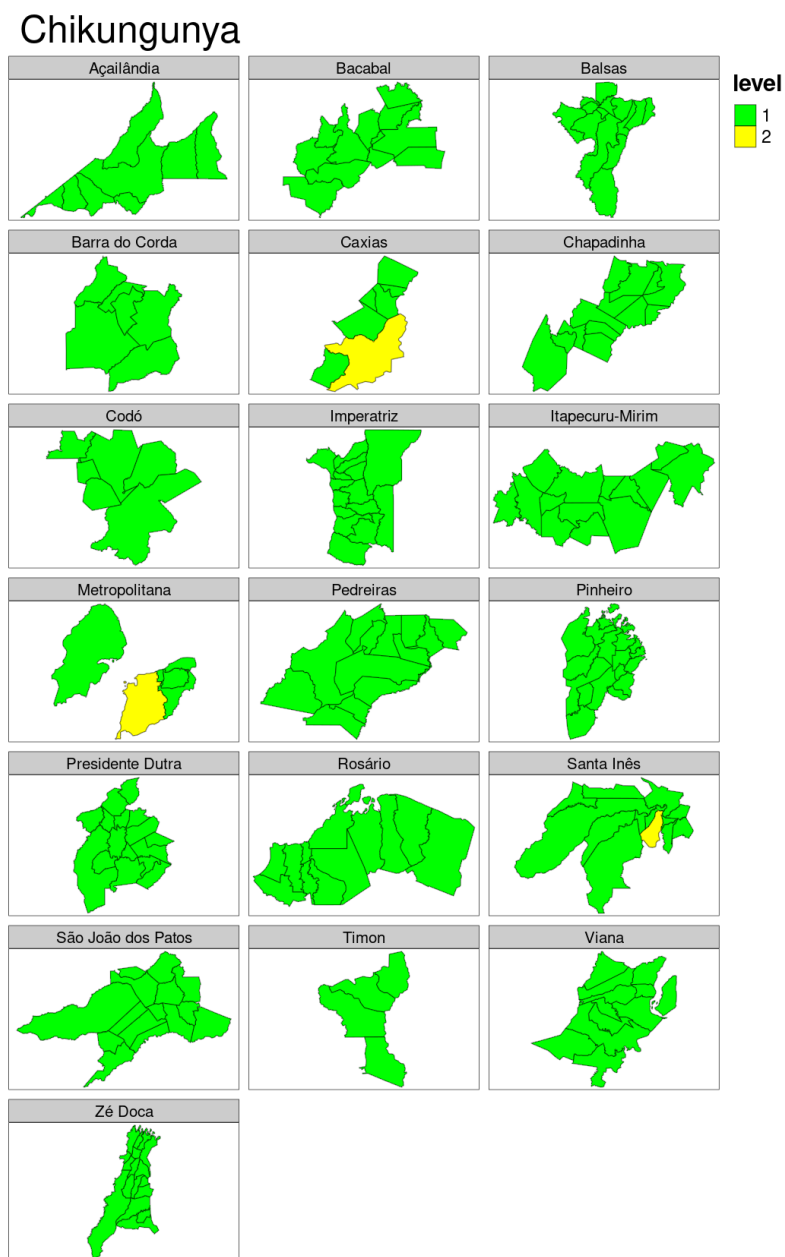 Chikungunya
Açailândia
Bacabal
Balsas
level
1
2
Barra do Corda
Caxias
Chapadinha
Codó
Imperatriz
Itapecuru-Mirim
Metropolitana
Pedreiras
Pinheiro
Presidente Dutra
Rosário
Santa Inês
São João dos Patos
Timon
Viana
Zé Doca